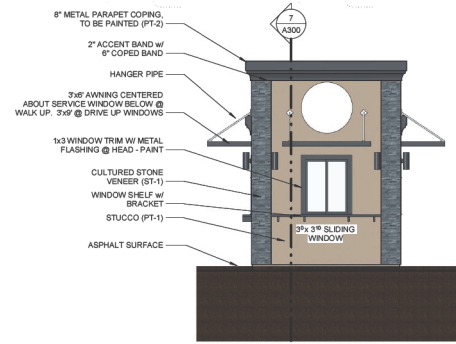 8" METAL PARAPET COPING,
TO BE PAINTED (PT-2)
7
A300
2" ACCENT BAND w/
6" COPED BAND
HANGER PIPE
3'x6' AWNING CENTERED
ABOUT SERVICE WINDOW BELOW @
WALK UP. 3'x9' @ DRIVE UP WINDOWS
1x3 WINDOW TRIM W/ METAL
FLASHING @ HEAD - PAINT
CULTURED STONE
VENEER (ST-1)
WINDOW SHELF w/
BRACKET
STUCCO (PT-1)
3⁰x 3¹⁰ SLIDING
WINDOW
ASPHALT SURFACE